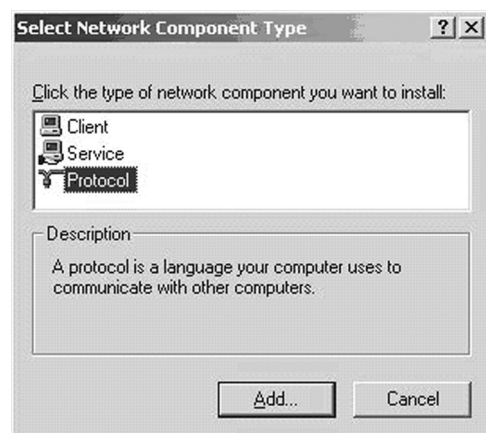 Select Network Component Type
Click the type of network component you want to install:
Client
Service
Protocol
Description
A protocol is a language your computer uses to
communicate with other computers.
Add...
Cancel